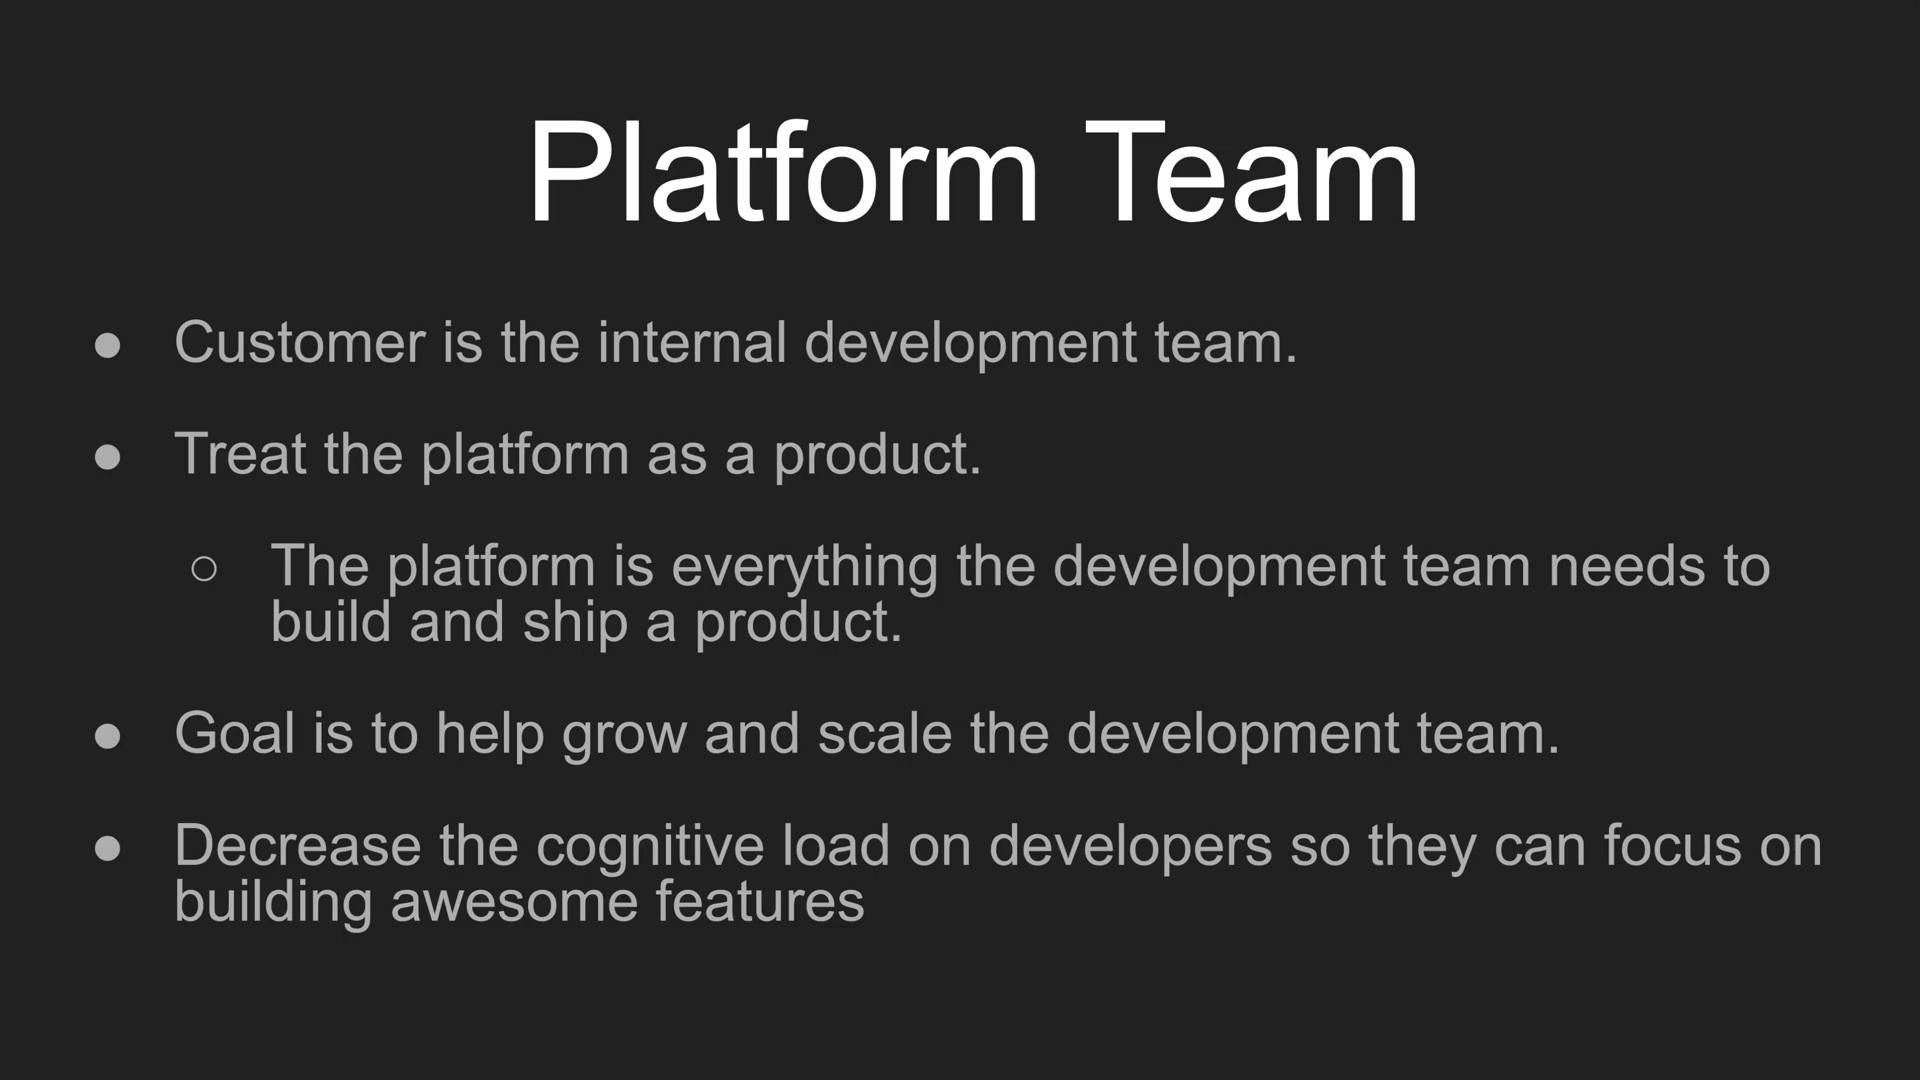 Platform Team
● Customer is the internal development team.
● Treat the platform as a product.
○ The platform is everything the development team needs to
build and ship a product.
● Goal is to help grow and scale the development team.
● Decrease the cognitive load on developers so they can focus on
building awesome features